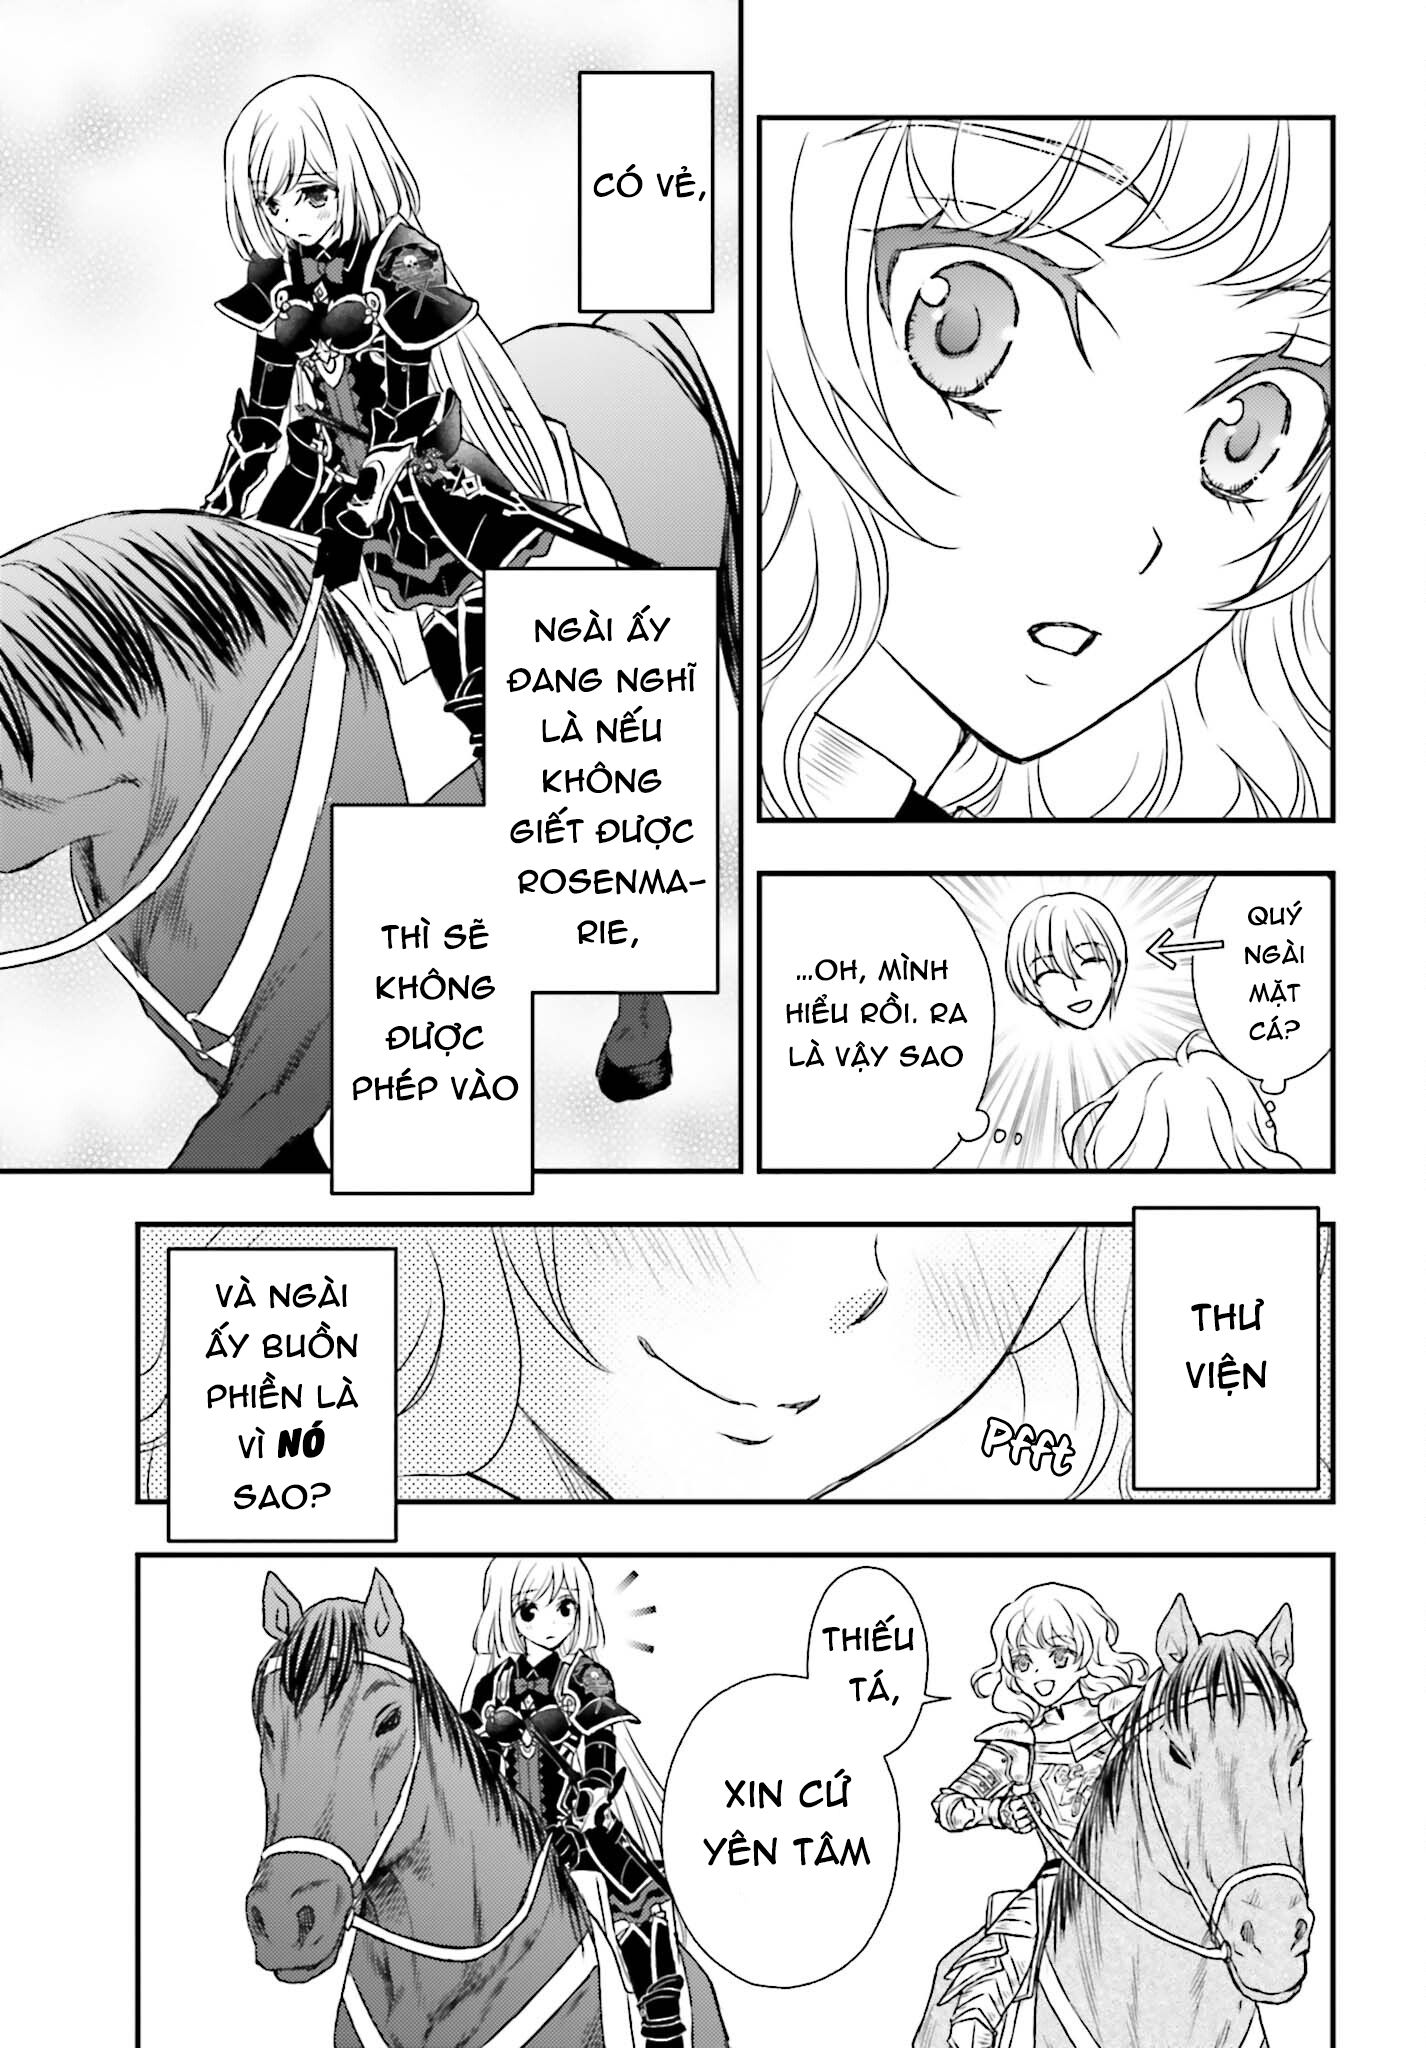 QUÝ
NGÀI
MẶT
CÁ?
...OH, MÌNH
HIỂU RỒI. RA
LÀ VẬY SAO
CÓ VẺ,
NGÀI ẤY
ĐANG NGHĨ
LÀ NẾU
KHÔNG
GIẾT ĐƯỢC
ROSENMA-
RIE,
THÌ SẼ
KHÔNG
ĐƯỢC
PHÉP VÀO
THƯ
VIỆN
Pfft
VÀ NGÀI
ẤY BUỒN
PHIỀN LÀ
VÌ NÓ
SAO?
THIẾU
TÁ,
XIN CỨ
YÊN TÂM